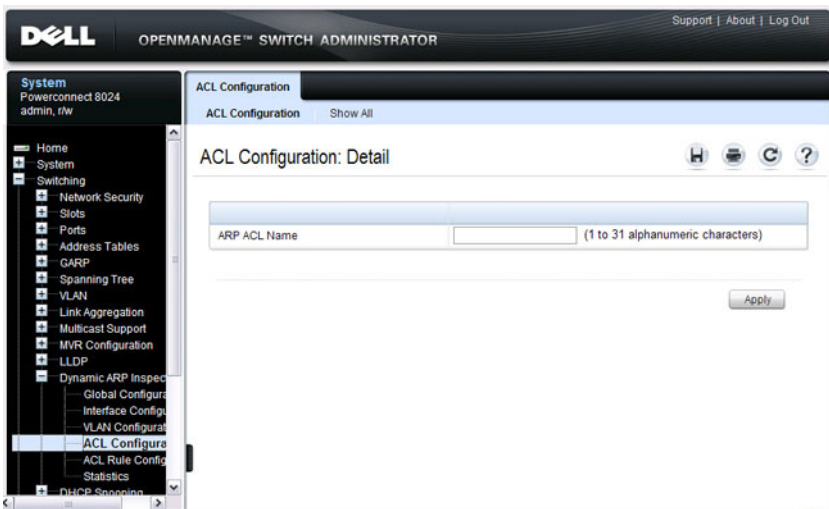 Support | About | Log Out
DELL OPENMANAGE™ SWITCH ADMINISTRATOR
System
Powerconnect 8024
admin, r/w
Home
System
Switching
Network Security
Slots
Ports
Address Tables
GARP
Spanning Tree
VLAN
Link Aggregation
Multicast Support
MVR Configuration
LLDP
Dynamic ARP Inspec
Global Configura
Interface Configu
VLAN Configurat
ACL Configura
ACL Rule Config
Statistics
DHCP Snooping
ACL Configuration
ACL Configuration Show All
ACL Configuration: Detail
?
ARP ACL Name (1 to 31 alphanumeric characters)
Apply